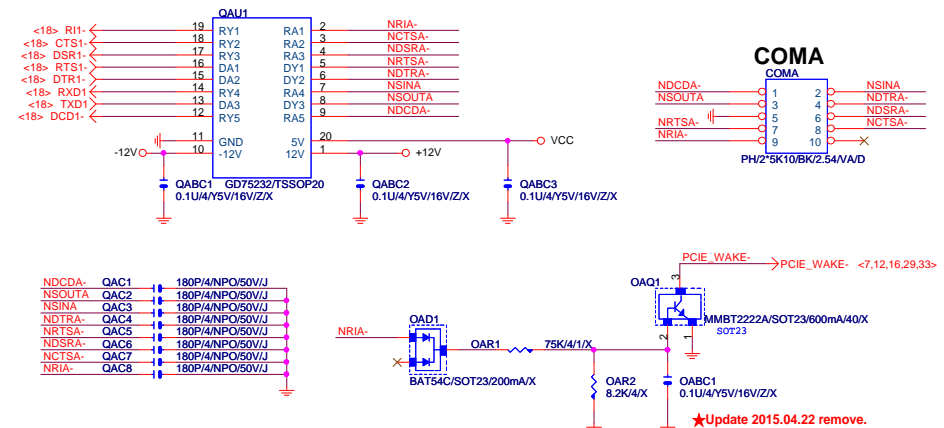 QAU1
<18> RI1- 19 RY1 RA1 2 NRIA-
<18> CTS1- 18 RY2 RA2 3 NCTSA-
<18> DSR1- 17 RY3 RA3 4 NDSRA-
<18> RTS1- 16 DA1 DY1 5 NRTSA-
<18> DTR1- 15 DA2 DY2 6 NDTRA-
<18> RXD1 14 RY4 RA4 7 NSINA
<18> TXD1 13 DA3 DY3 8 NSOUTA
<18> DCD1- 12 RY5 RA5 9 NDCDA-
11 GND 5V 20 VCC
-12V 10 -12V 12V 1 +12V
GD75232/TSSOP20
QABC1
0.1U/4/Y5V/16V/Z/X
QABC2
0.1U/4/Y5V/16V/Z/X
QABC3
0.1U/4/Y5V/16V/Z/X
COMA
COMA
NDCDA- 1 2 NSINA
NSOUTA 3 4 NDTRA-
5 6 NDSRA-
NRTSA- 7 8 NCTSA-
NRIA- 9 10
PH/2*5K10/BK/2.54/VA/D
NDCDA- QAC1 180P/4/NPO/50V/J
NSOUTA QAC2 180P/4/NPO/50V/J
NSINA QAC3 180P/4/NPO/50V/J
NDTRA- QAC4 180P/4/NPO/50V/J
NRTSA- QAC5 180P/4/NPO/50V/J
NDSRA- QAC6 180P/4/NPO/50V/J
NCTSA- QAC7 180P/4/NPO/50V/J
NRIA- QAC8 180P/4/NPO/50V/J
PCIE_WAKE- PCIE_WAKE- <7,12,16,29,33>
OAQ1 3
MMBT2222A/SOT23/600mA/40/X
SOT23
2 1
NRIA- OAD1
BAT54C/SOT23/200mA/X
OAR1 75K/4/1/X
OAR2
8.2K/4/X
OABC1
0.1U/4/Y5V/16V/Z/X
★Update 2015.04.22 remove.